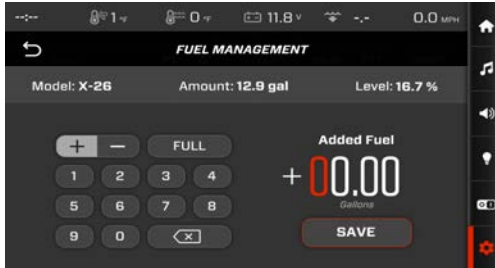 --:-- 1 °F 0 °F 11.8 V -.- 0.0 MPH
FUEL MANAGEMENT
Model: X-26 Amount: 12.9 gal Level: 16.7 %
+ − FULL
1 2 3 4
5 6 7 8
9 0
Added Fuel
+ 00.00
Gallons
SAVE